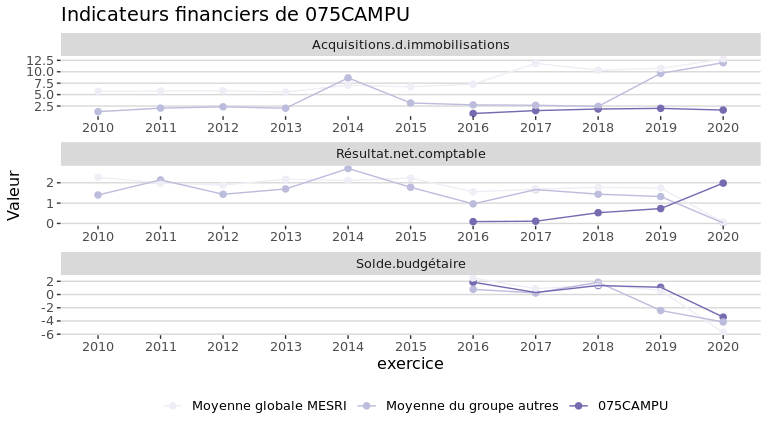 Indicateurs financiers de 075CAMPU
Acquisitions.d.immobilisations
12.5
10.0
7.5
5.0
2.5
2010 2011 2012 2013 2014 2015 2016 2017 2018 2019 2020
Résultat.net.comptable
2
1
0
2010 2011 2012 2013 2014 2015 2016 2017 2018 2019 2020
Valeur
Solde.budgétaire
2
0
-2
-4
-6
2010 2011 2012 2013 2014 2015 2016 2017 2018 2019 2020
exercice
Moyenne globale MESRI Moyenne du groupe autres 075CAMPU